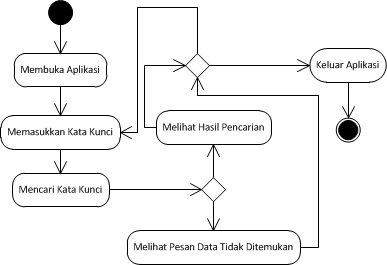 Membuka Aplikasi
Keluar Aplikasi
Memasukkan Kata Kunci
Melihat Hasil Pencarian
Mencari Kata Kunci
Melihat Pesan Data Tidak Ditemukan